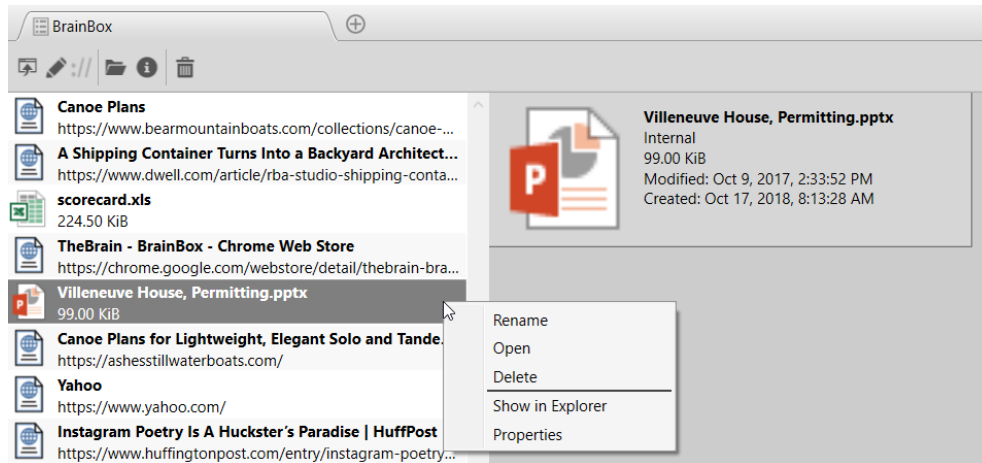 BrainBox
Canoe Plans
https://www.bearmountainboats.com/collections/canoe-...
A Shipping Container Turns Into a Backyard Architect...
https://www.dwell.com/article/rba-studio-shipping-conta...
scorecard.xls
224.50 KiB
TheBrain - BrainBox - Chrome Web Store
https://chrome.google.com/webstore/detail/thebrain-bra...
Villeneuve House, Permitting.pptx
99.00 KiB
Canoe Plans for Lightweight, Elegant Solo and Tande.
https://ashesstillwaterboats.com/
Yahoo
https://www.yahoo.com/
Instagram Poetry Is A Huckster's Paradise | HuffPost
https://www.huffingtonpost.com/entry/instagram-poetry...
Villeneuve House, Permitting.pptx
Internal
99.00 KiB
Modified: Oct 9, 2017, 2:33:52 PM
Created: Oct 17, 2018, 8:13:28 AM
Rename
Open
Delete
Show in Explorer
Properties